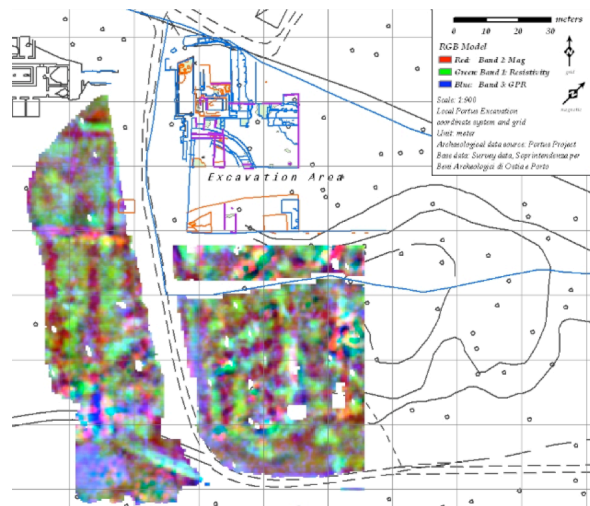 meters
0 10 20 30
RGB Model
Red: Band 2 Mag
Green: Band 1: Resistivity
Blue: Band 3 GPR
Scale: 1:900
Local Portus Excavation
coordinate system and grid
Unit: meter
Archaeological data source: Portus Project
Base data: Survey data, Soprintendenza per
Beni Archeologici di Ostia e Porto
Excavation Area